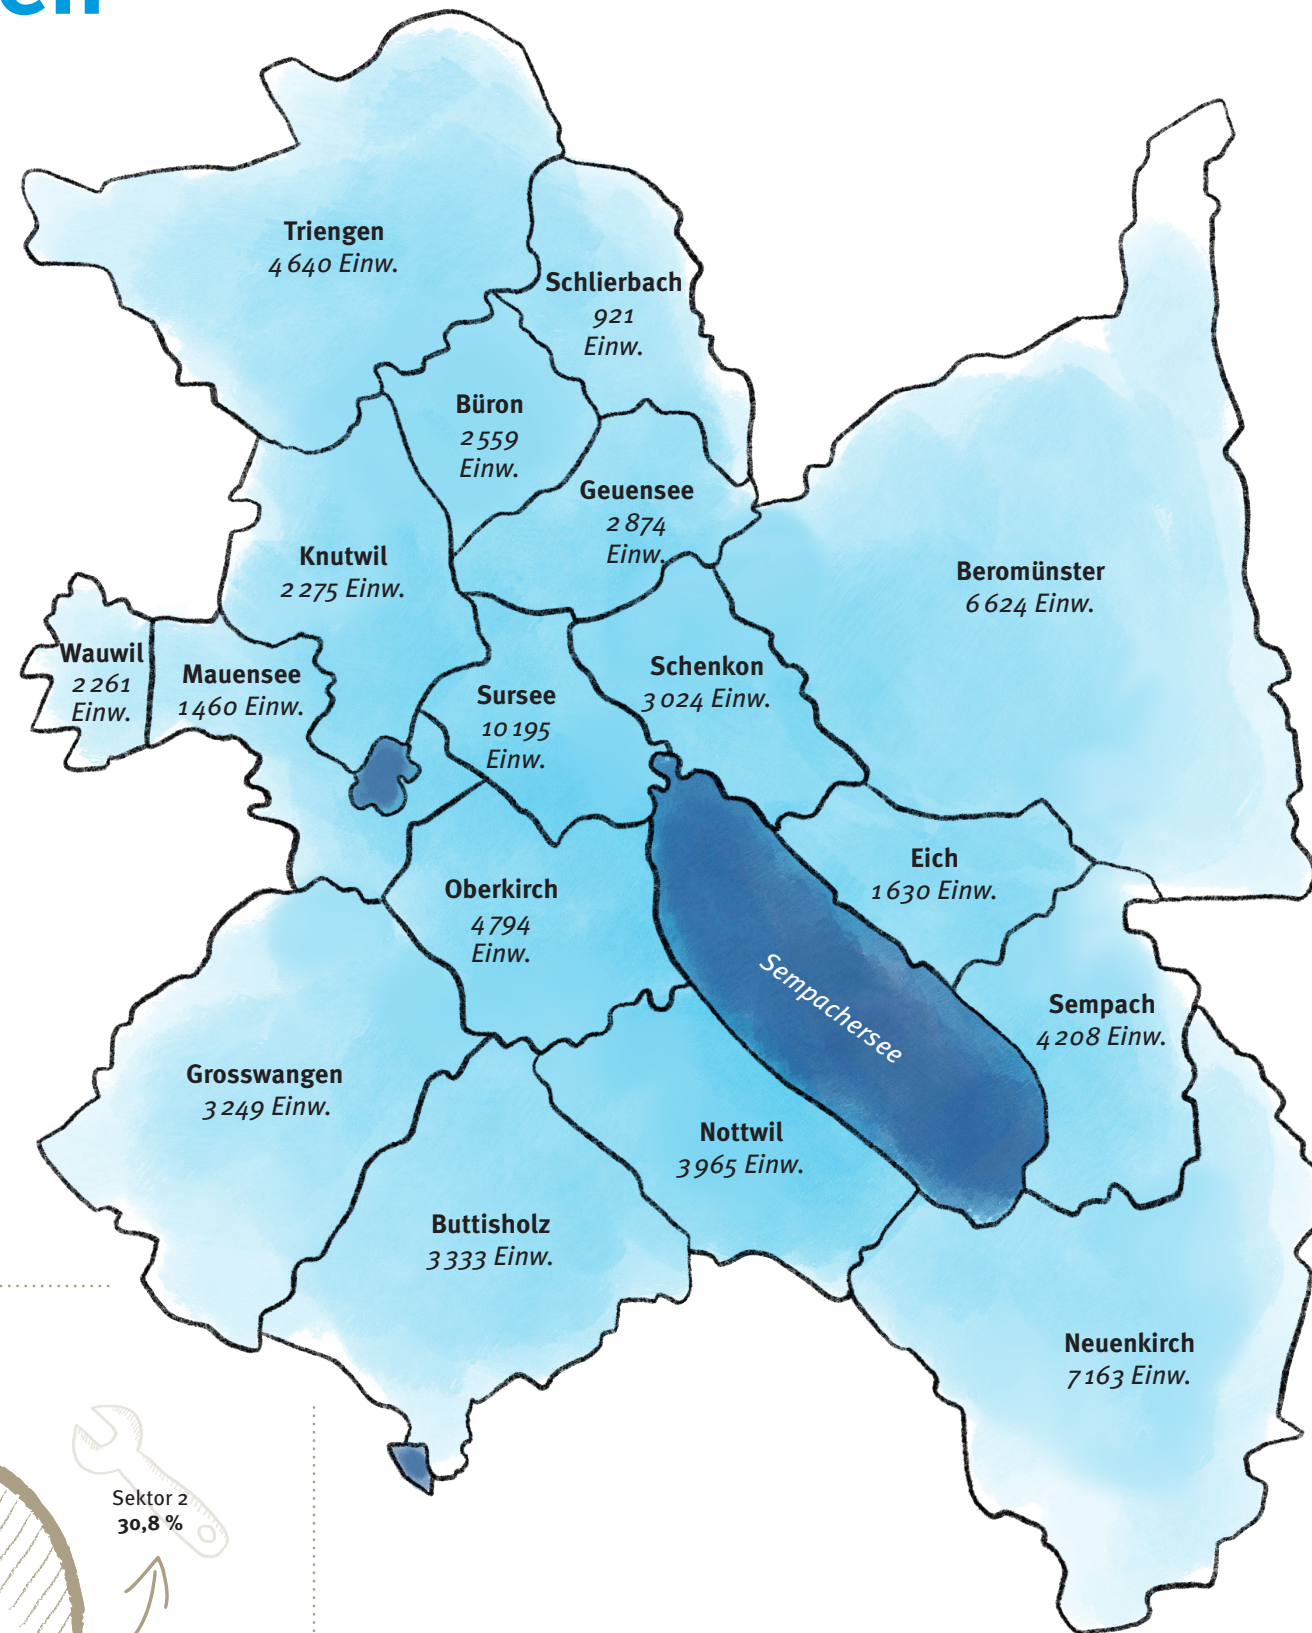 Triengen
4 640 Einw.
Schlierbach
921
Einw.
Büron
2 559
Einw.
Geuensee
2 874
Einw.
Knutwil
2 275 Einw.
Beromünster
6 624 Einw.
Wauwil
2 261
Einw.
Mauensee
1 460 Einw.
Sursee
10 195
Einw.
Schenkon
3 024 Einw.
Eich
1 630 Einw.
Oberkirch
4 794
Einw.
Sempachersee
Sempach
4 208 Einw.
Grosswangen
3 249 Einw.
Nottwil
3 965 Einw.
Buttisholz
3 333 Einw.
Neuenkirch
7 163 Einw.
Sektor 2
30,8 %